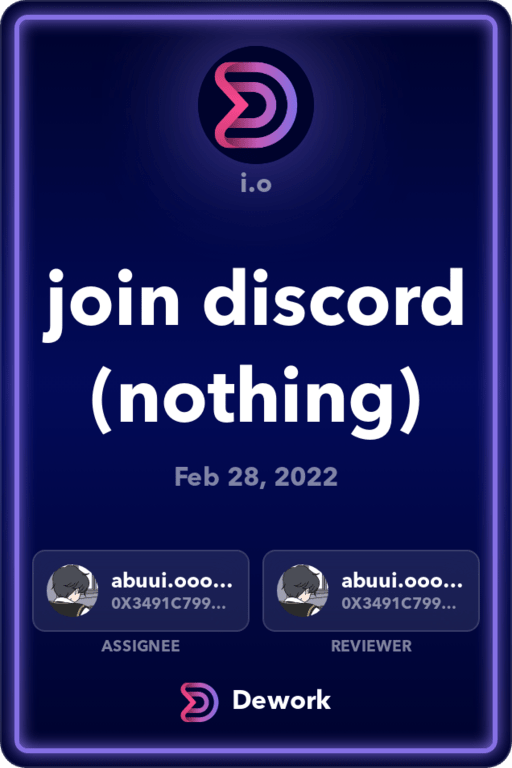 i.o
join discord
(nothing)
Feb 28, 2022
abuui.ooo...
0X3491C799...
ASSIGNEE
abuui.ooo...
0X3491C799...
REVIEWER
Dework